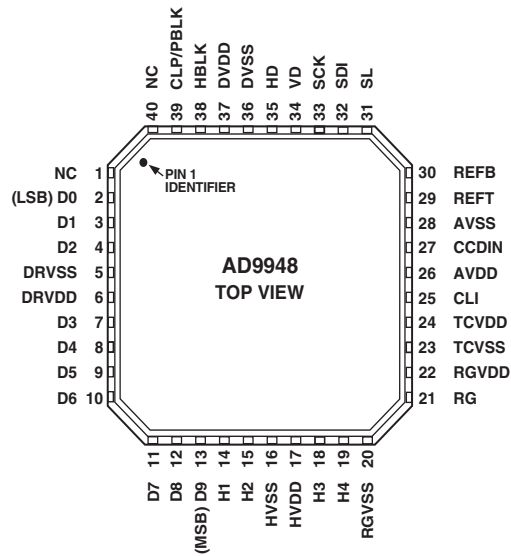 40 NC
39 CLP/PBLK
38 HBLK
37 DVDD
36 DVSS
35 HD
34 VD
33 SCK
32 SDI
31 SL
PIN 1
IDENTIFIER
NC 1
(LSB) D0 2
D1 3
D2 4
DRVSS 5
DRVDD 6
D3 7
D4 8
D5 9
D6 10
AD9948
TOP VIEW
30 REFB
29 REFT
28 AVSS
27 CCDIN
26 AVDD
25 CLI
24 TCVDD
23 TCVSS
22 RGVDD
21 RG
D7 11
D8 12
(MSB) D9 13
H1 14
H2 15
HVSS 16
HVDD 17
H3 18
H4 19
RGVSS 20